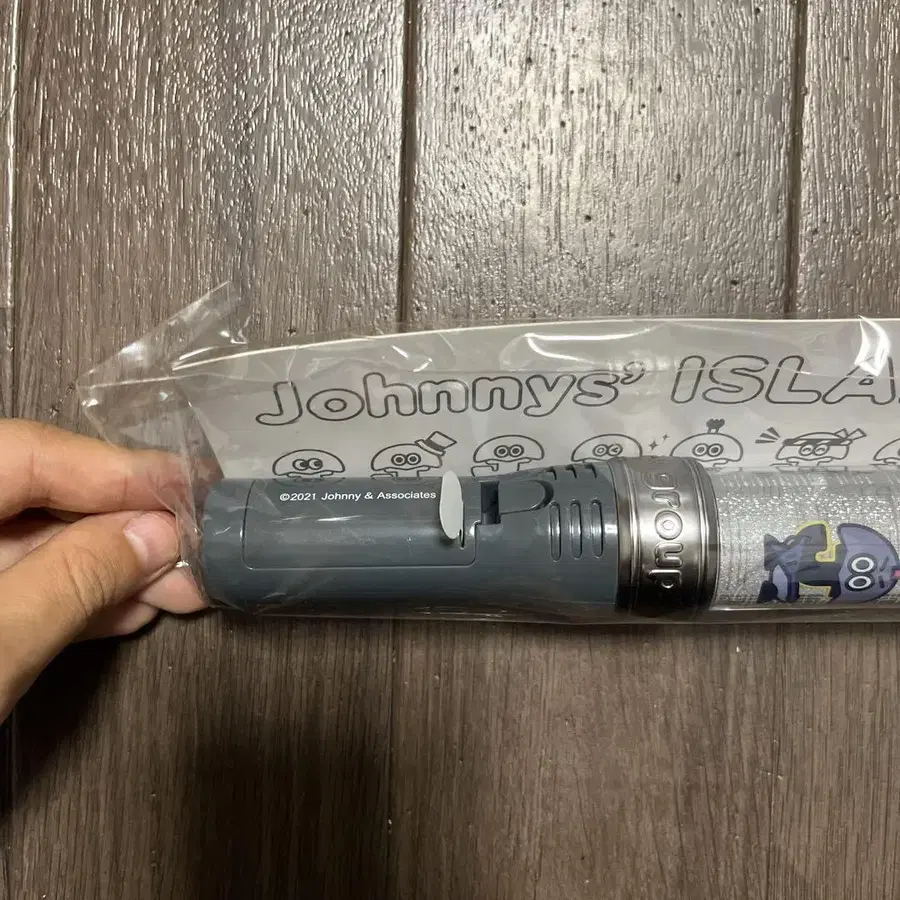 Johnnys' ISLA
©2021 Johnny & Associates
group